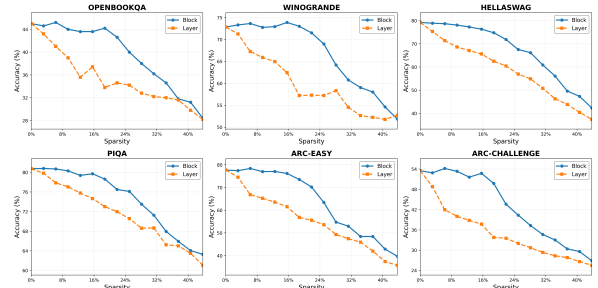 OPENBOOKQA
Accuracy (%)
44
40
36
32
28
0%
8%
16%
24%
32%
40%
Sparsity
Block
Layer
WINOGRANDE
Accuracy (%)
75
70
65
60
55
50
0%
8%
16%
24%
32%
40%
Sparsity
Block
Layer
HELLASWAG
Accuracy (%)
80
70
60
50
40
0%
8%
16%
24%
32%
40%
Sparsity
Block
Layer
PIQA
Accuracy (%)
80
76
72
68
64
60
0%
8%
16%
24%
32%
40%
Sparsity
Block
Layer
ARC-EASY
Accuracy (%)
80
70
60
50
40
0%
8%
16%
24%
32%
40%
Sparsity
Block
Layer
ARC-CHALLENGE
Accuracy (%)
54
48
42
36
30
24
0%
8%
16%
24%
32%
40%
Sparsity
Block
Layer